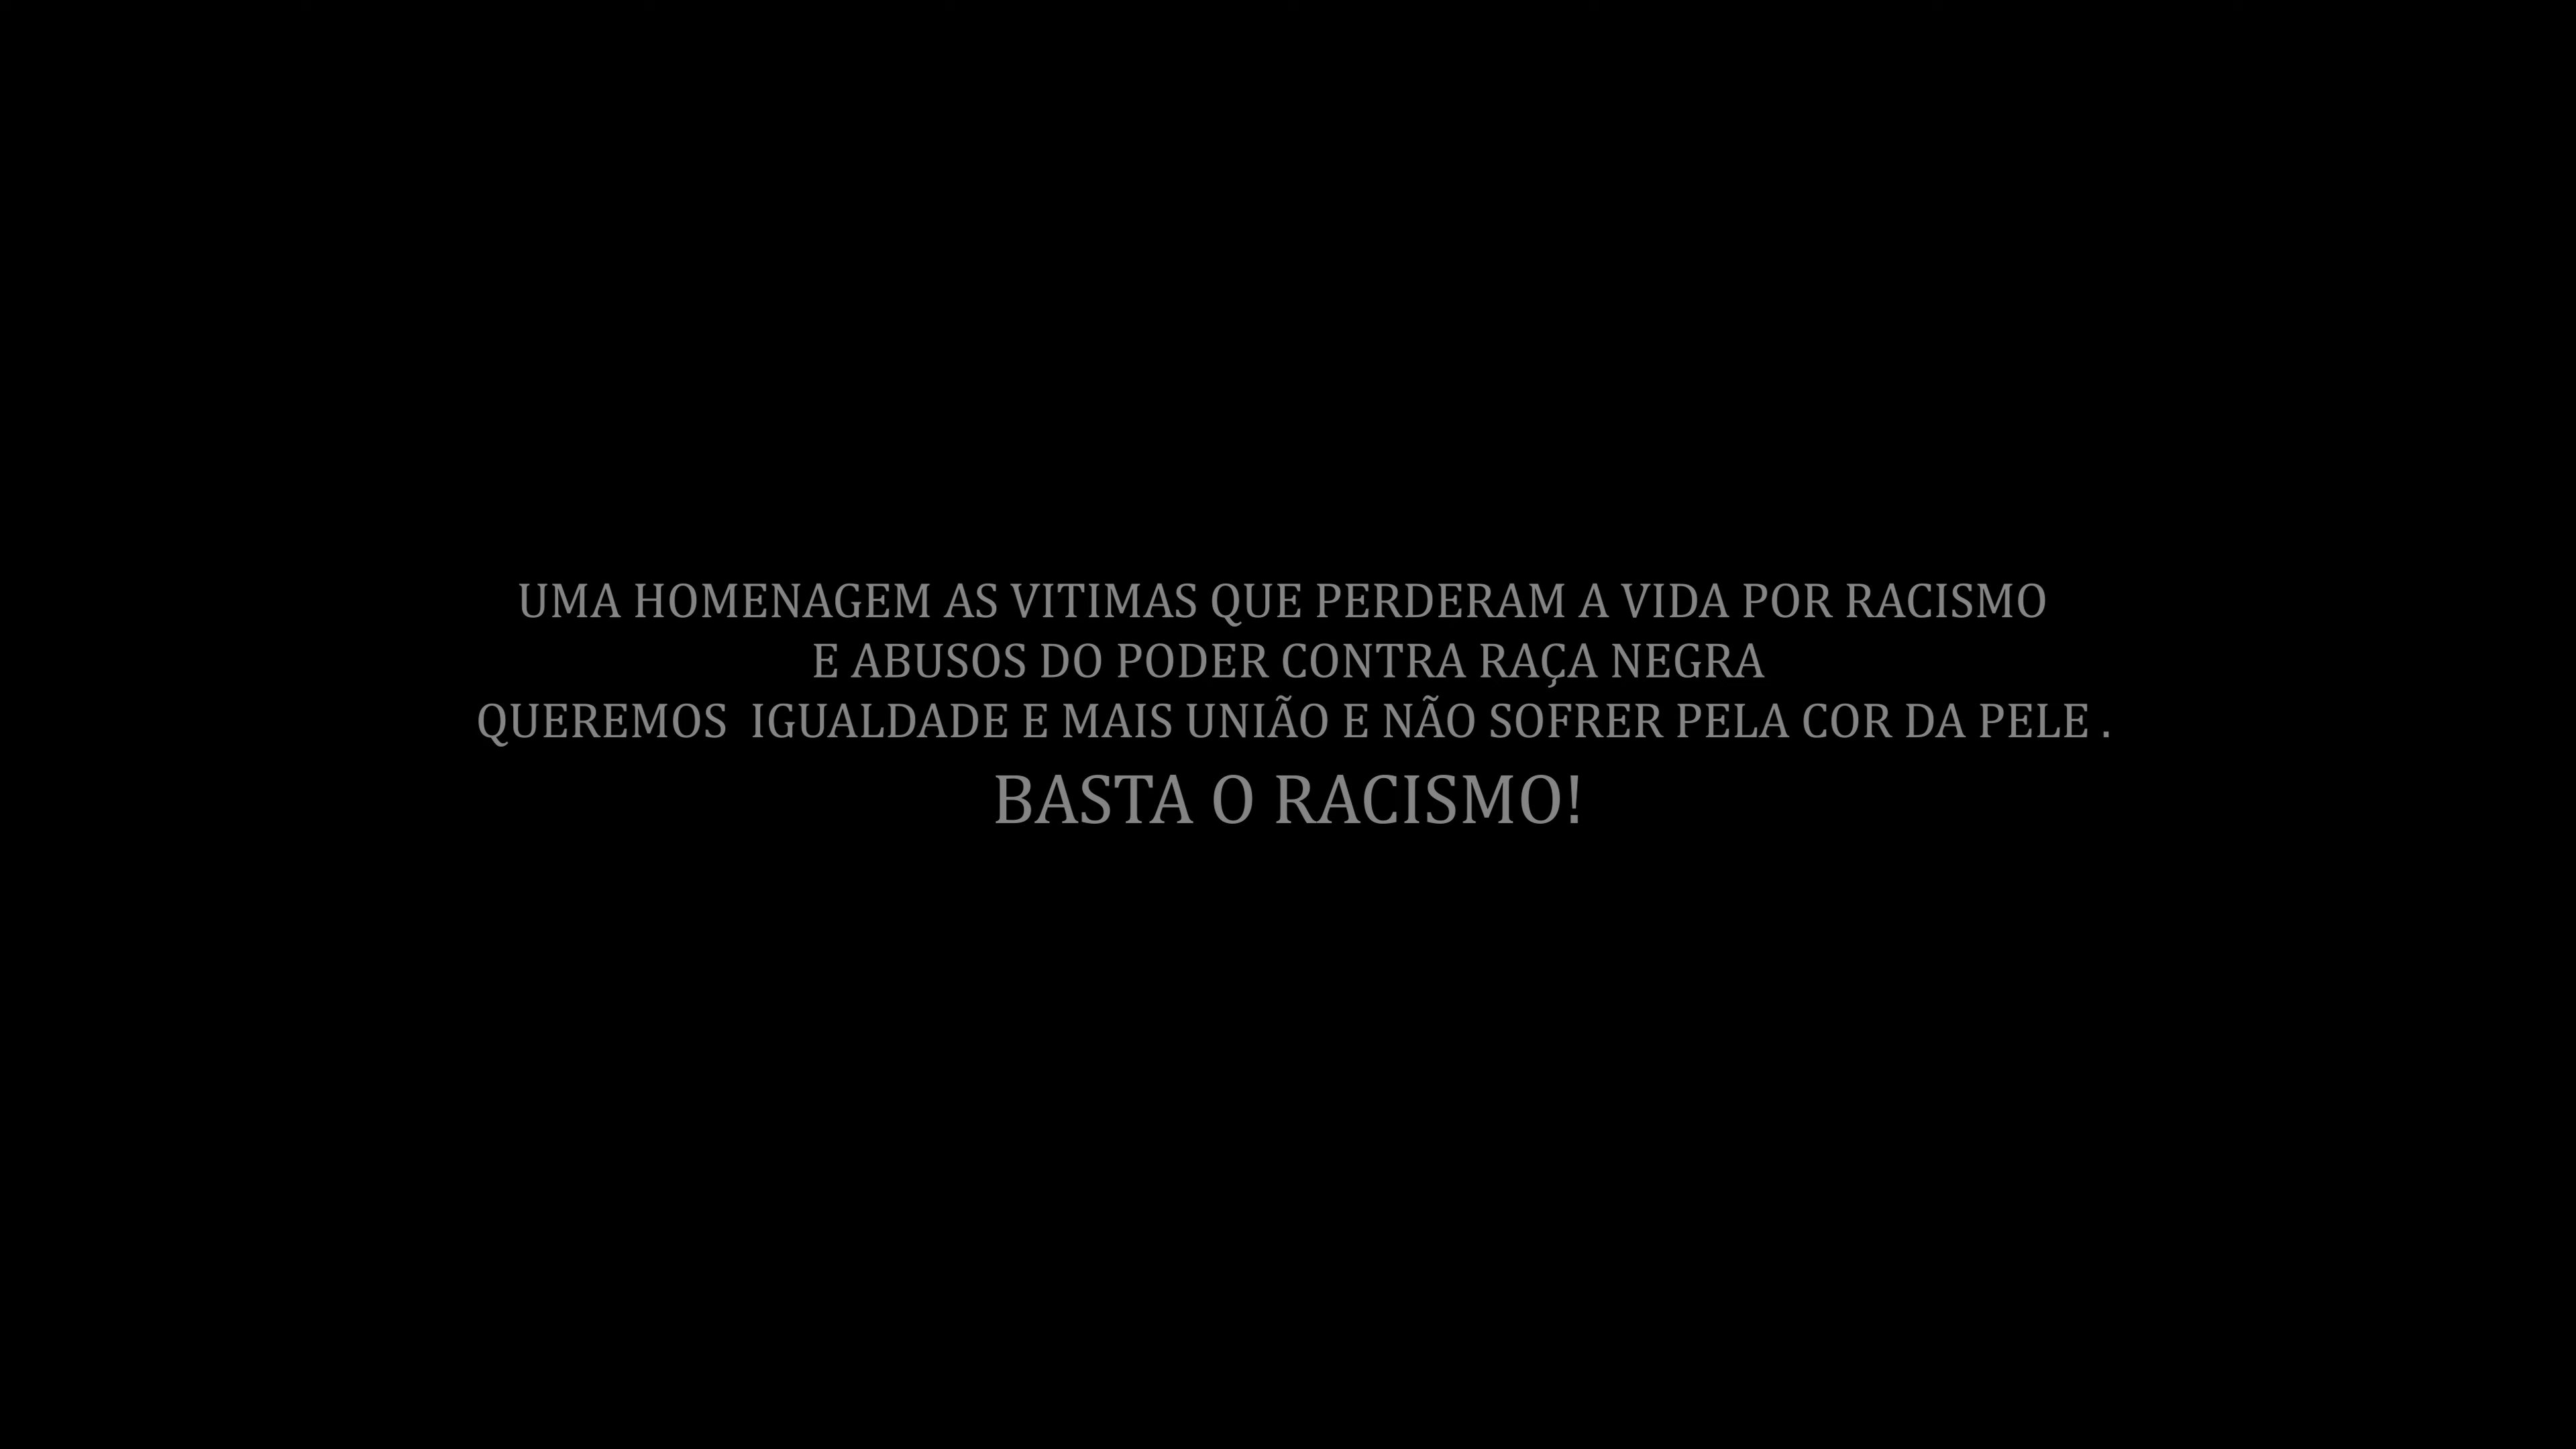 UMA HOMENAGEM AS VITIMAS QUE PERDERAM A VIDA POR RACISMO
E ABUSOS DO PODER CONTRA RAÇA NEGRA
QUEREMOS  IGUALDADE E MAIS UNIÃO E NÃO SOFRER PELA COR DA PELE .
BASTA O RACISMO!